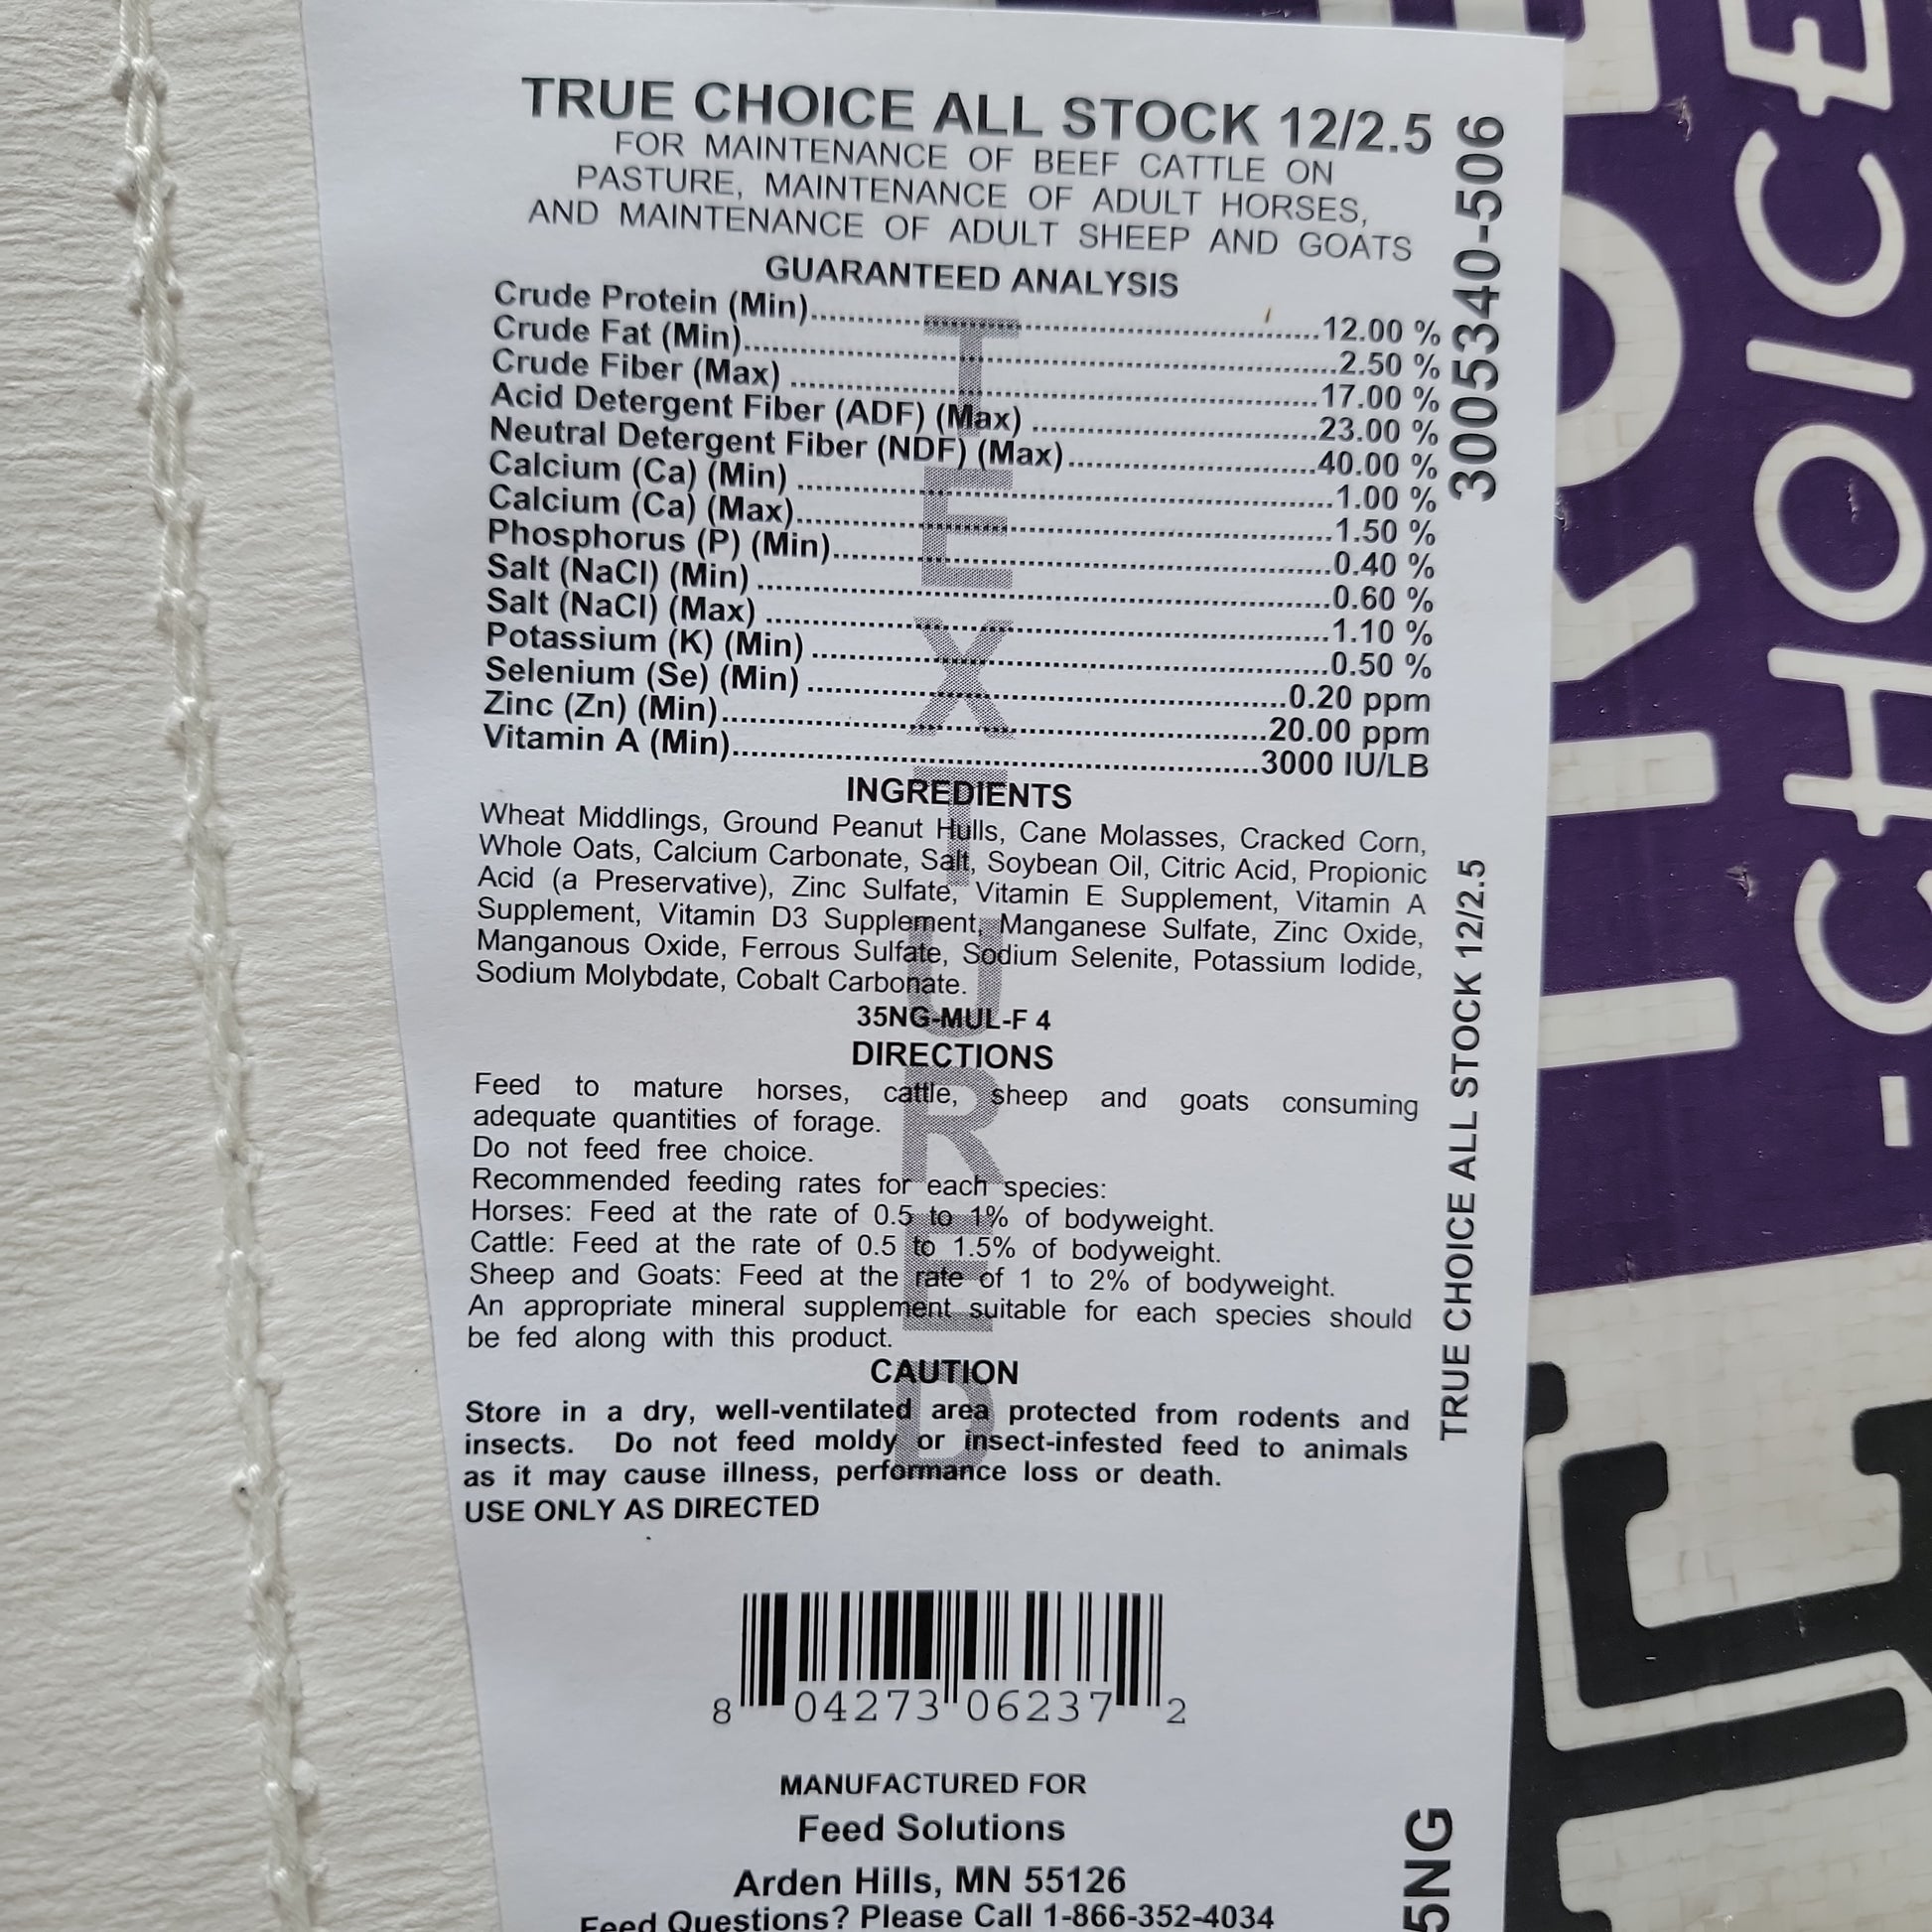 TRUE CHOICE ALL STOCK 12/2.5
FOR MAINTENANCE OF BEEF CATTLE ON
PASTURE, MAINTENANCE OF ADULT HORSES,
AND MAINTENANCE OF ADULT SHEEP AND GOATS
GUARANTEED ANALYSIS
Crude Protein (Min)..........12.00 %
Crude Fat (Min)..........2.50 %
Crude Fiber (Max) ..........17.00 %
Acid Detergent Fiber (ADF) (Max) ..........23.00 %
Neutral Detergent Fiber (NDF) (Max)..........40.00 %
Calcium (Ca) (Min) ..........1.00 %
Calcium (Ca) (Max)..........1.50 %
Phosphorus (P) (Min)..........0.40 %
Salt (NaCl) (Min) ..........0.60 %
Salt (NaCl) (Max) ..........1.10 %
Potassium (K) (Min) ..........0.50 %
Selenium (Se) (Min) ..........0.20 ppm
Zinc (Zn) (Min)..........20.00 ppm
Vitamin A (Min)..........3000 IU/LB
INGREDIENTS
Wheat Middlings, Ground Peanut Hulls, Cane Molasses, Cracked Corn,
Whole Oats, Calcium Carbonate, Salt, Soybean Oil, Citric Acid, Propionic
Acid (a Preservative), Zinc Sulfate, Vitamin E Supplement, Vitamin A
Supplement, Vitamin D3 Supplement, Manganese Sulfate, Zinc Oxide,
Manganous Oxide, Ferrous Sulfate, Sodium Selenite, Potassium Iodide,
Sodium Molybdate, Cobalt Carbonate.
35NG-MUL-F 4
DIRECTIONS
Feed to mature horses, cattle, sheep and goats consuming
adequate quantities of forage.
Do not feed free choice.
Recommended feeding rates for each species:
Horses: Feed at the rate of 0.5 to 1% of bodyweight.
Cattle: Feed at the rate of 0.5 to 1.5% of bodyweight.
Sheep and Goats: Feed at the rate of 1 to 2% of bodyweight.
An appropriate mineral supplement suitable for each species should
be fed along with this product.
CAUTION
Store in a dry, well-ventilated area protected from rodents and
insects. Do not feed moldy or insect-infested feed to animals
as it may cause illness, performance loss or death.
USE ONLY AS DIRECTED
8 04273 06237 2
MANUFACTURED FOR
Feed Solutions
Arden Hills, MN 55126
Feed Questions? Please Call 1-866-352-4034
TEXTURED
3005340-506
TRUE CHOICE ALL STOCK 12/2.5
5NG
-CHOICE